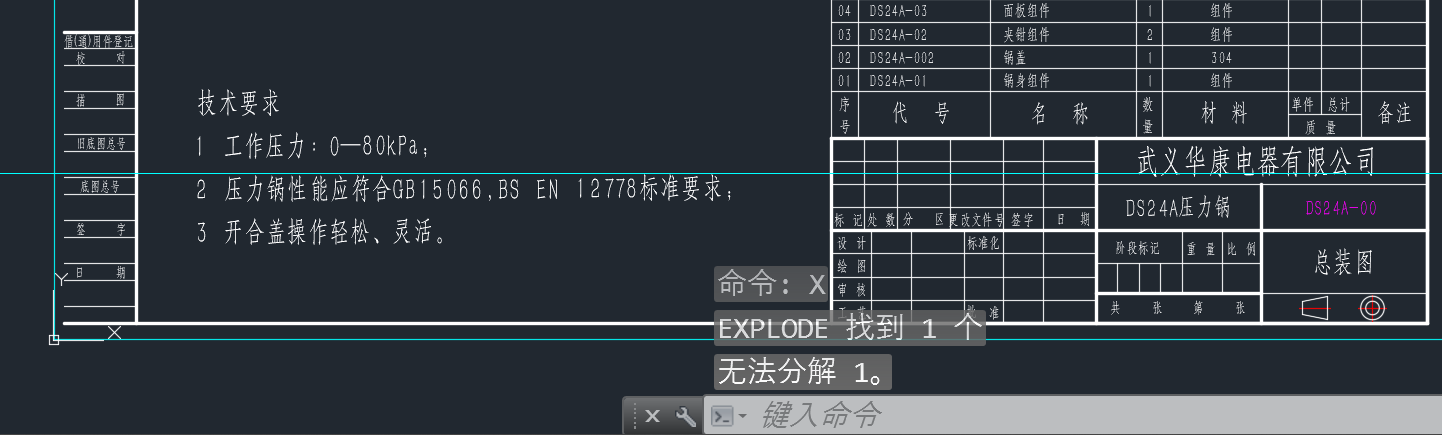 04 DS24A-03 面板组件 1 组件
03 DS24A-02 夹钳组件 2 组件
02 DS24A-002 锅盖 1 304
01 DS24A-01 锅身组件 1 组件
序号 代 号 名 称 数量 材 料 单件 总计 质 量 备注
借(通)用件登记
校 对
描 图
旧底图总号
底图总号
签 字
日 期
技术要求
1 工作压力：0—80kPa；
2 压力锅性能应符合GB15066,BS EN 12778标准要求；
3 开合盖操作轻松、灵活。
武义华康电器有限公司
DS24A压力锅 DS24A-00
标 记 处 数 分 区 更改文件号 签字 日 期
设 计 标准化
绘 图
审 核
准
阶段标记 重 量 比 例
总装图
共 张 第 张
Y
X
命令: X
EXPLODE 找到 1 个
无法分解 1。
键入命令